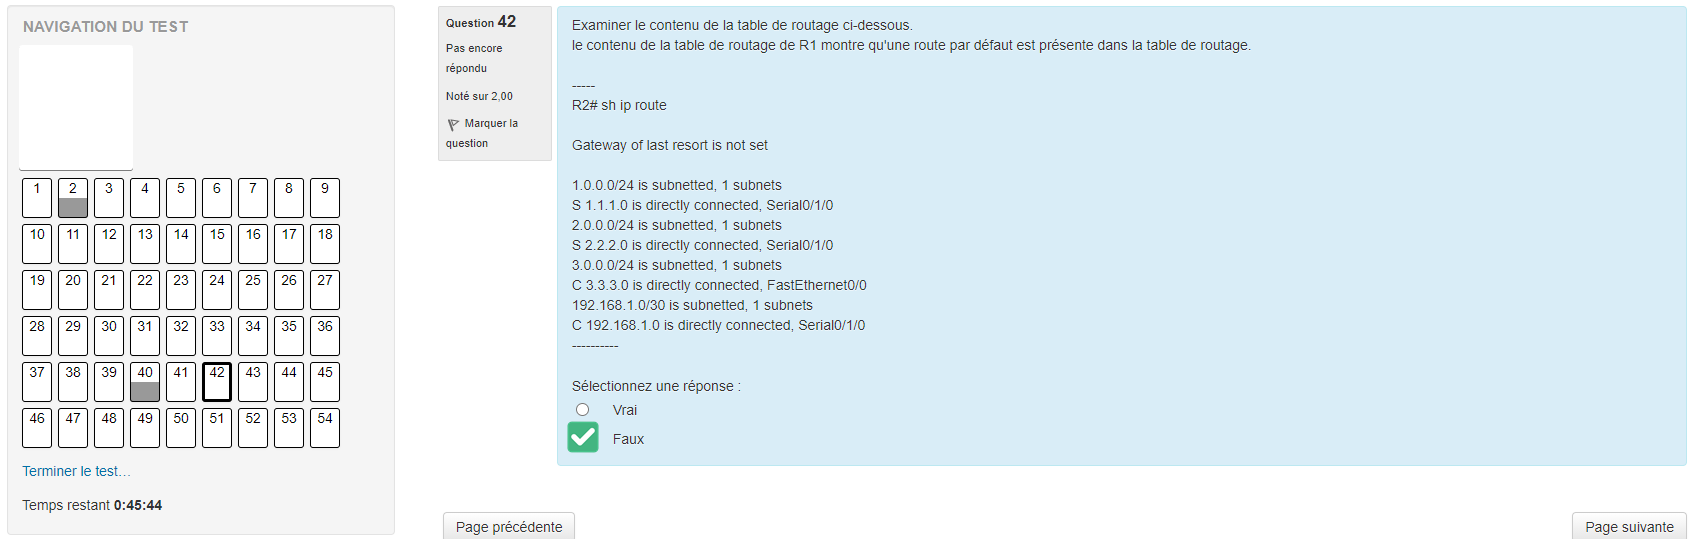 NAVIGATION DU TEST
1 2 3 4 5 6 7 8 9
10 11 12 13 14 15 16 17 18
19 20 21 22 23 24 25 26 27
28 29 30 31 32 33 34 35 36
37 38 39 40 41 42 43 44 45
46 47 48 49 50 51 52 53 54
Terminer le test…
Temps restant 0:45:44
Question 42
Pas encore
répondu
Noté sur 2,00
Marquer la
question
Examiner le contenu de la table de routage ci-dessous.
le contenu de la table de routage de R1 montre qu'une route par défaut est présente dans la table de routage.
-----
R2# sh ip route
Gateway of last resort is not set
1.0.0.0/24 is subnetted, 1 subnets
S 1.1.1.0 is directly connected, Serial0/1/0
2.0.0.0/24 is subnetted, 1 subnets
S 2.2.2.0 is directly connected, Serial0/1/0
3.0.0.0/24 is subnetted, 1 subnets
C 3.3.3.0 is directly connected, FastEthernet0/0
192.168.1.0/30 is subnetted, 1 subnets
C 192.168.1.0 is directly connected, Serial0/1/0
----------
Sélectionnez une réponse :
Vrai
Faux
Page précédente
Page suivante